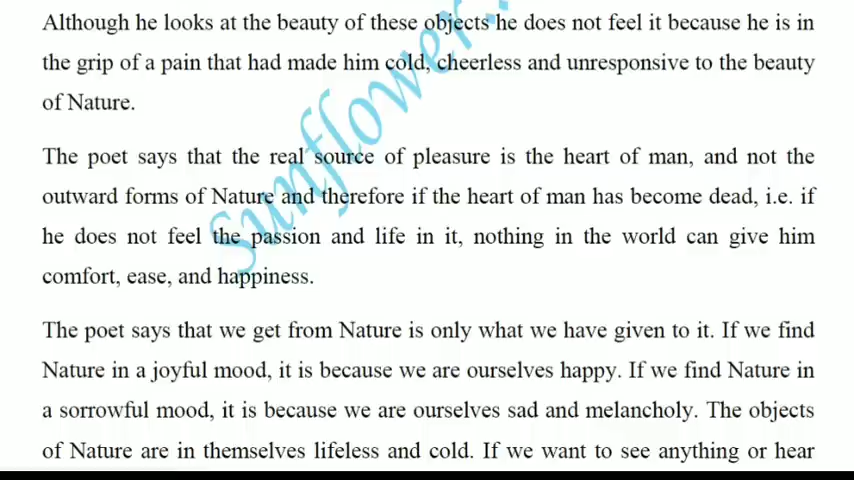 Although he looks at the beauty of these objects he does not feel it because he is in
the grip of a pain that had made him cold, cheerless and unresponsive to the beauty
of Nature.
The poet says that the real source of pleasure is the heart of man, and not the
outward forms of Nature and therefore if the heart of man has become dead, i.e. if
he does not feel the passion and life in it, nothing in the world can give him
comfort, ease, and happiness.
The poet says that we get from Nature is only what we have given to it. If we find
Nature in a joyful mood, it is because we are ourselves happy. If we find Nature in
a sorrowful mood, it is because we are ourselves sad and melancholy. The objects
of Nature are in themselves lifeless and cold. If we want to see anything or hear
Sunflower..